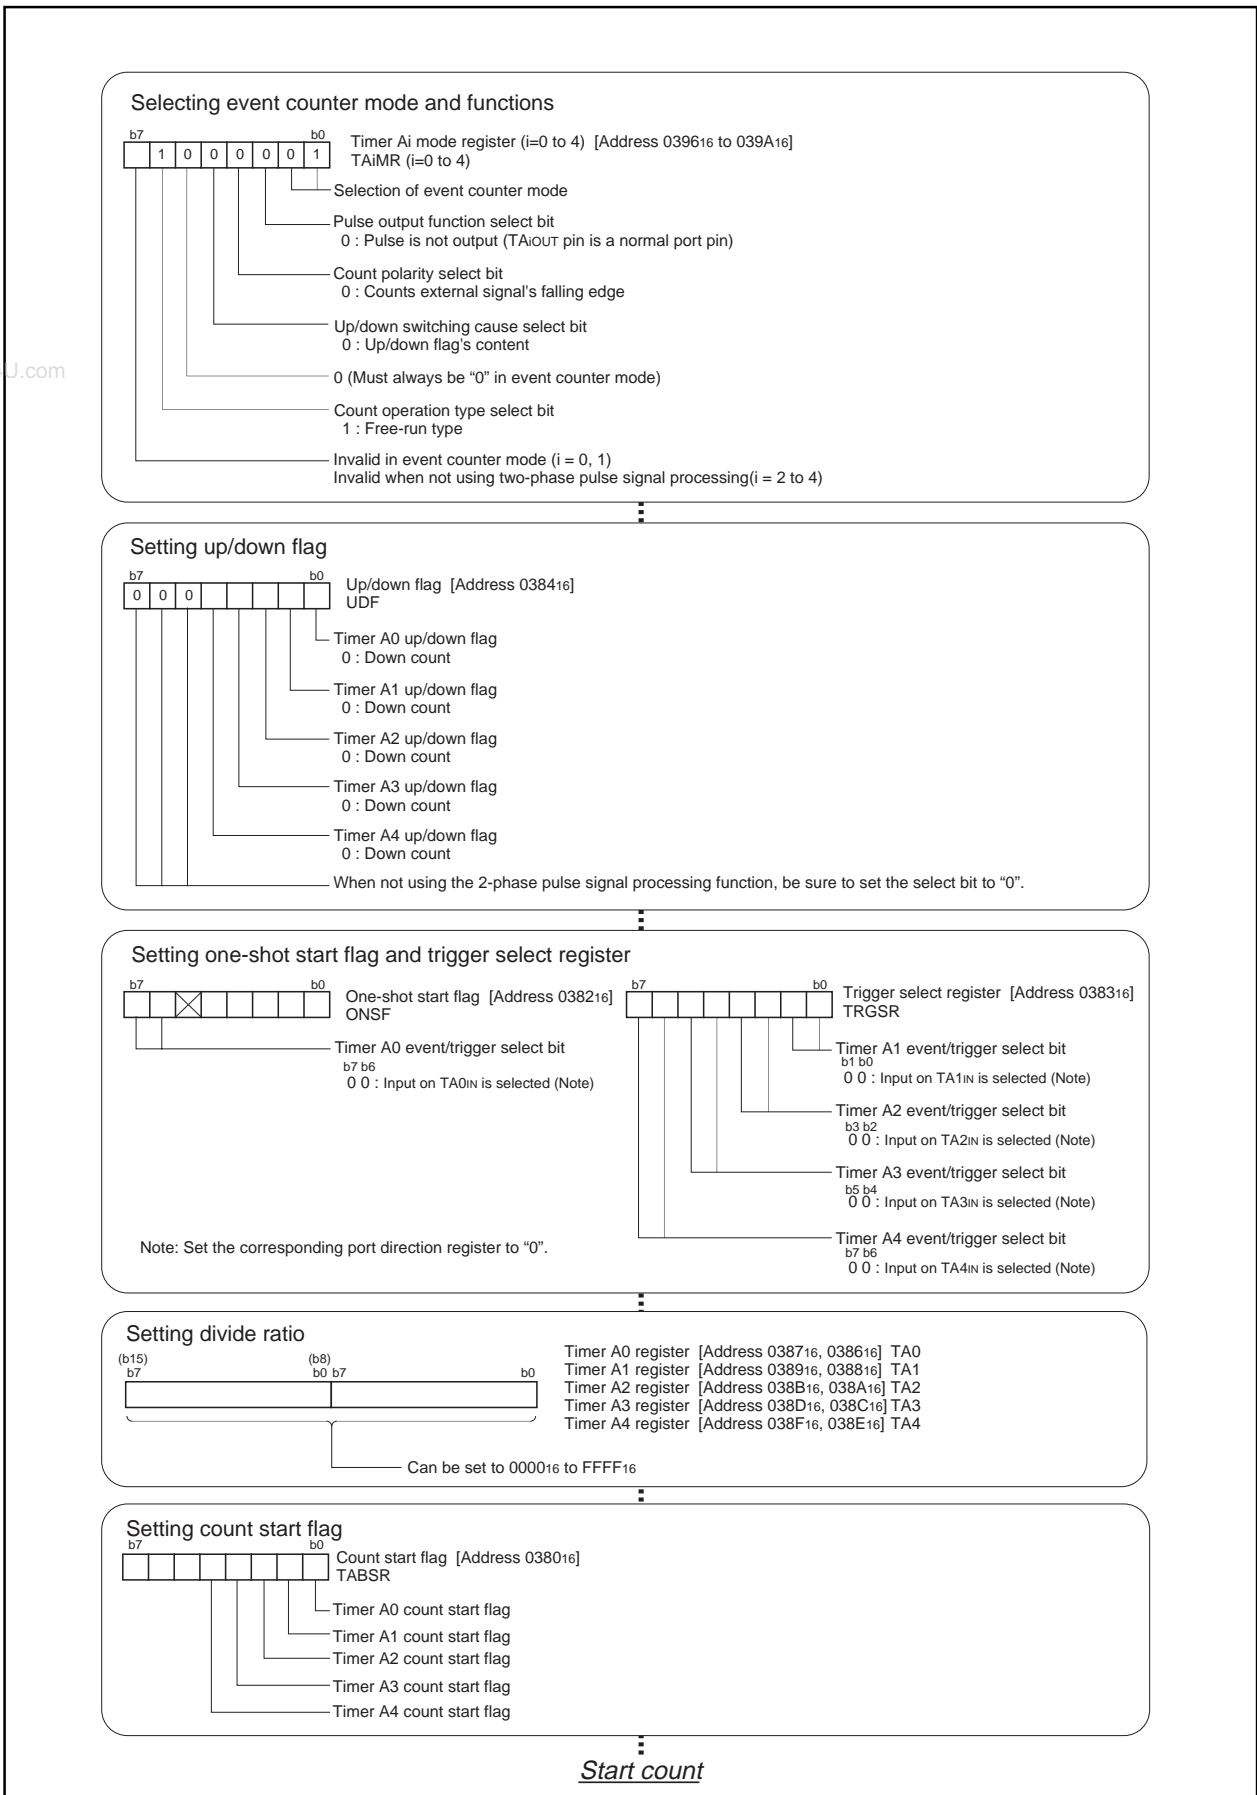 Selecting event counter mode and functions
b7 b0
1 0 0 0 0 0 1
Timer Ai mode register (i=0 to 4) [Address 039616 to 039A16]
TAiMR (i=0 to 4)
Selection of event counter mode
Pulse output function select bit
0 : Pulse is not output (TAiOUT pin is a normal port pin)
Count polarity select bit
0 : Counts external signal's falling edge
Up/down switching cause select bit
0 : Up/down flag's content
U.com
0 (Must always be “0” in event counter mode)
Count operation type select bit
1 : Free-run type
Invalid in event counter mode (i = 0, 1)
Invalid when not using two-phase pulse signal processing(i = 2 to 4)
Setting up/down flag
b7 b0
0 0 0
Up/down flag [Address 038416]
UDF
Timer A0 up/down flag
0 : Down count
Timer A1 up/down flag
0 : Down count
Timer A2 up/down flag
0 : Down count
Timer A3 up/down flag
0 : Down count
Timer A4 up/down flag
0 : Down count
When not using the 2-phase pulse signal processing function, be sure to set the select bit to “0”.
Setting one-shot start flag and trigger select register
b7 b0
One-shot start flag [Address 038216]
ONSF
Timer A0 event/trigger select bit
b7 b6
0 0 : Input on TA0IN is selected (Note)
b7 b0
Trigger select register [Address 038316]
TRGSR
Timer A1 event/trigger select bit
b1 b0
0 0 : Input on TA1IN is selected (Note)
Timer A2 event/trigger select bit
b3 b2
0 0 : Input on TA2IN is selected (Note)
Timer A3 event/trigger select bit
b5 b4
0 0 : Input on TA3IN is selected (Note)
Timer A4 event/trigger select bit
b7 b6
0 0 : Input on TA4IN is selected (Note)
Note: Set the corresponding port direction register to “0”.
Setting divide ratio
(b15) (b8)
b7 b0 b7 b0
Timer A0 register [Address 038716, 038616] TA0
Timer A1 register [Address 038916, 038816] TA1
Timer A2 register [Address 038B16, 038A16] TA2
Timer A3 register [Address 038D16, 038C16] TA3
Timer A4 register [Address 038F16, 038E16] TA4
Can be set to 000016 to FFFF16
Setting count start flag
b7 b0
Count start flag [Address 038016]
TABSR
Timer A0 count start flag
Timer A1 count start flag
Timer A2 count start flag
Timer A3 count start flag
Timer A4 count start flag
Start count